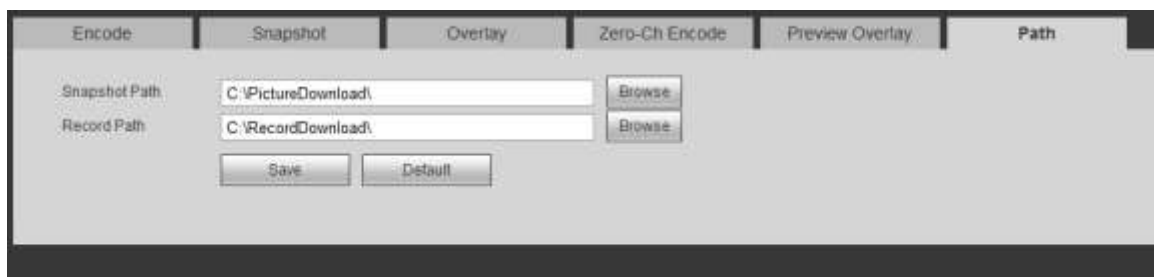 Encode Snapshot Overlay Zero-Ch Encode Preview Overlay Path
Snapshot Path C:\PictureDownload\ Browse
Record Path C:\RecordDownload\ Browse
Save Default